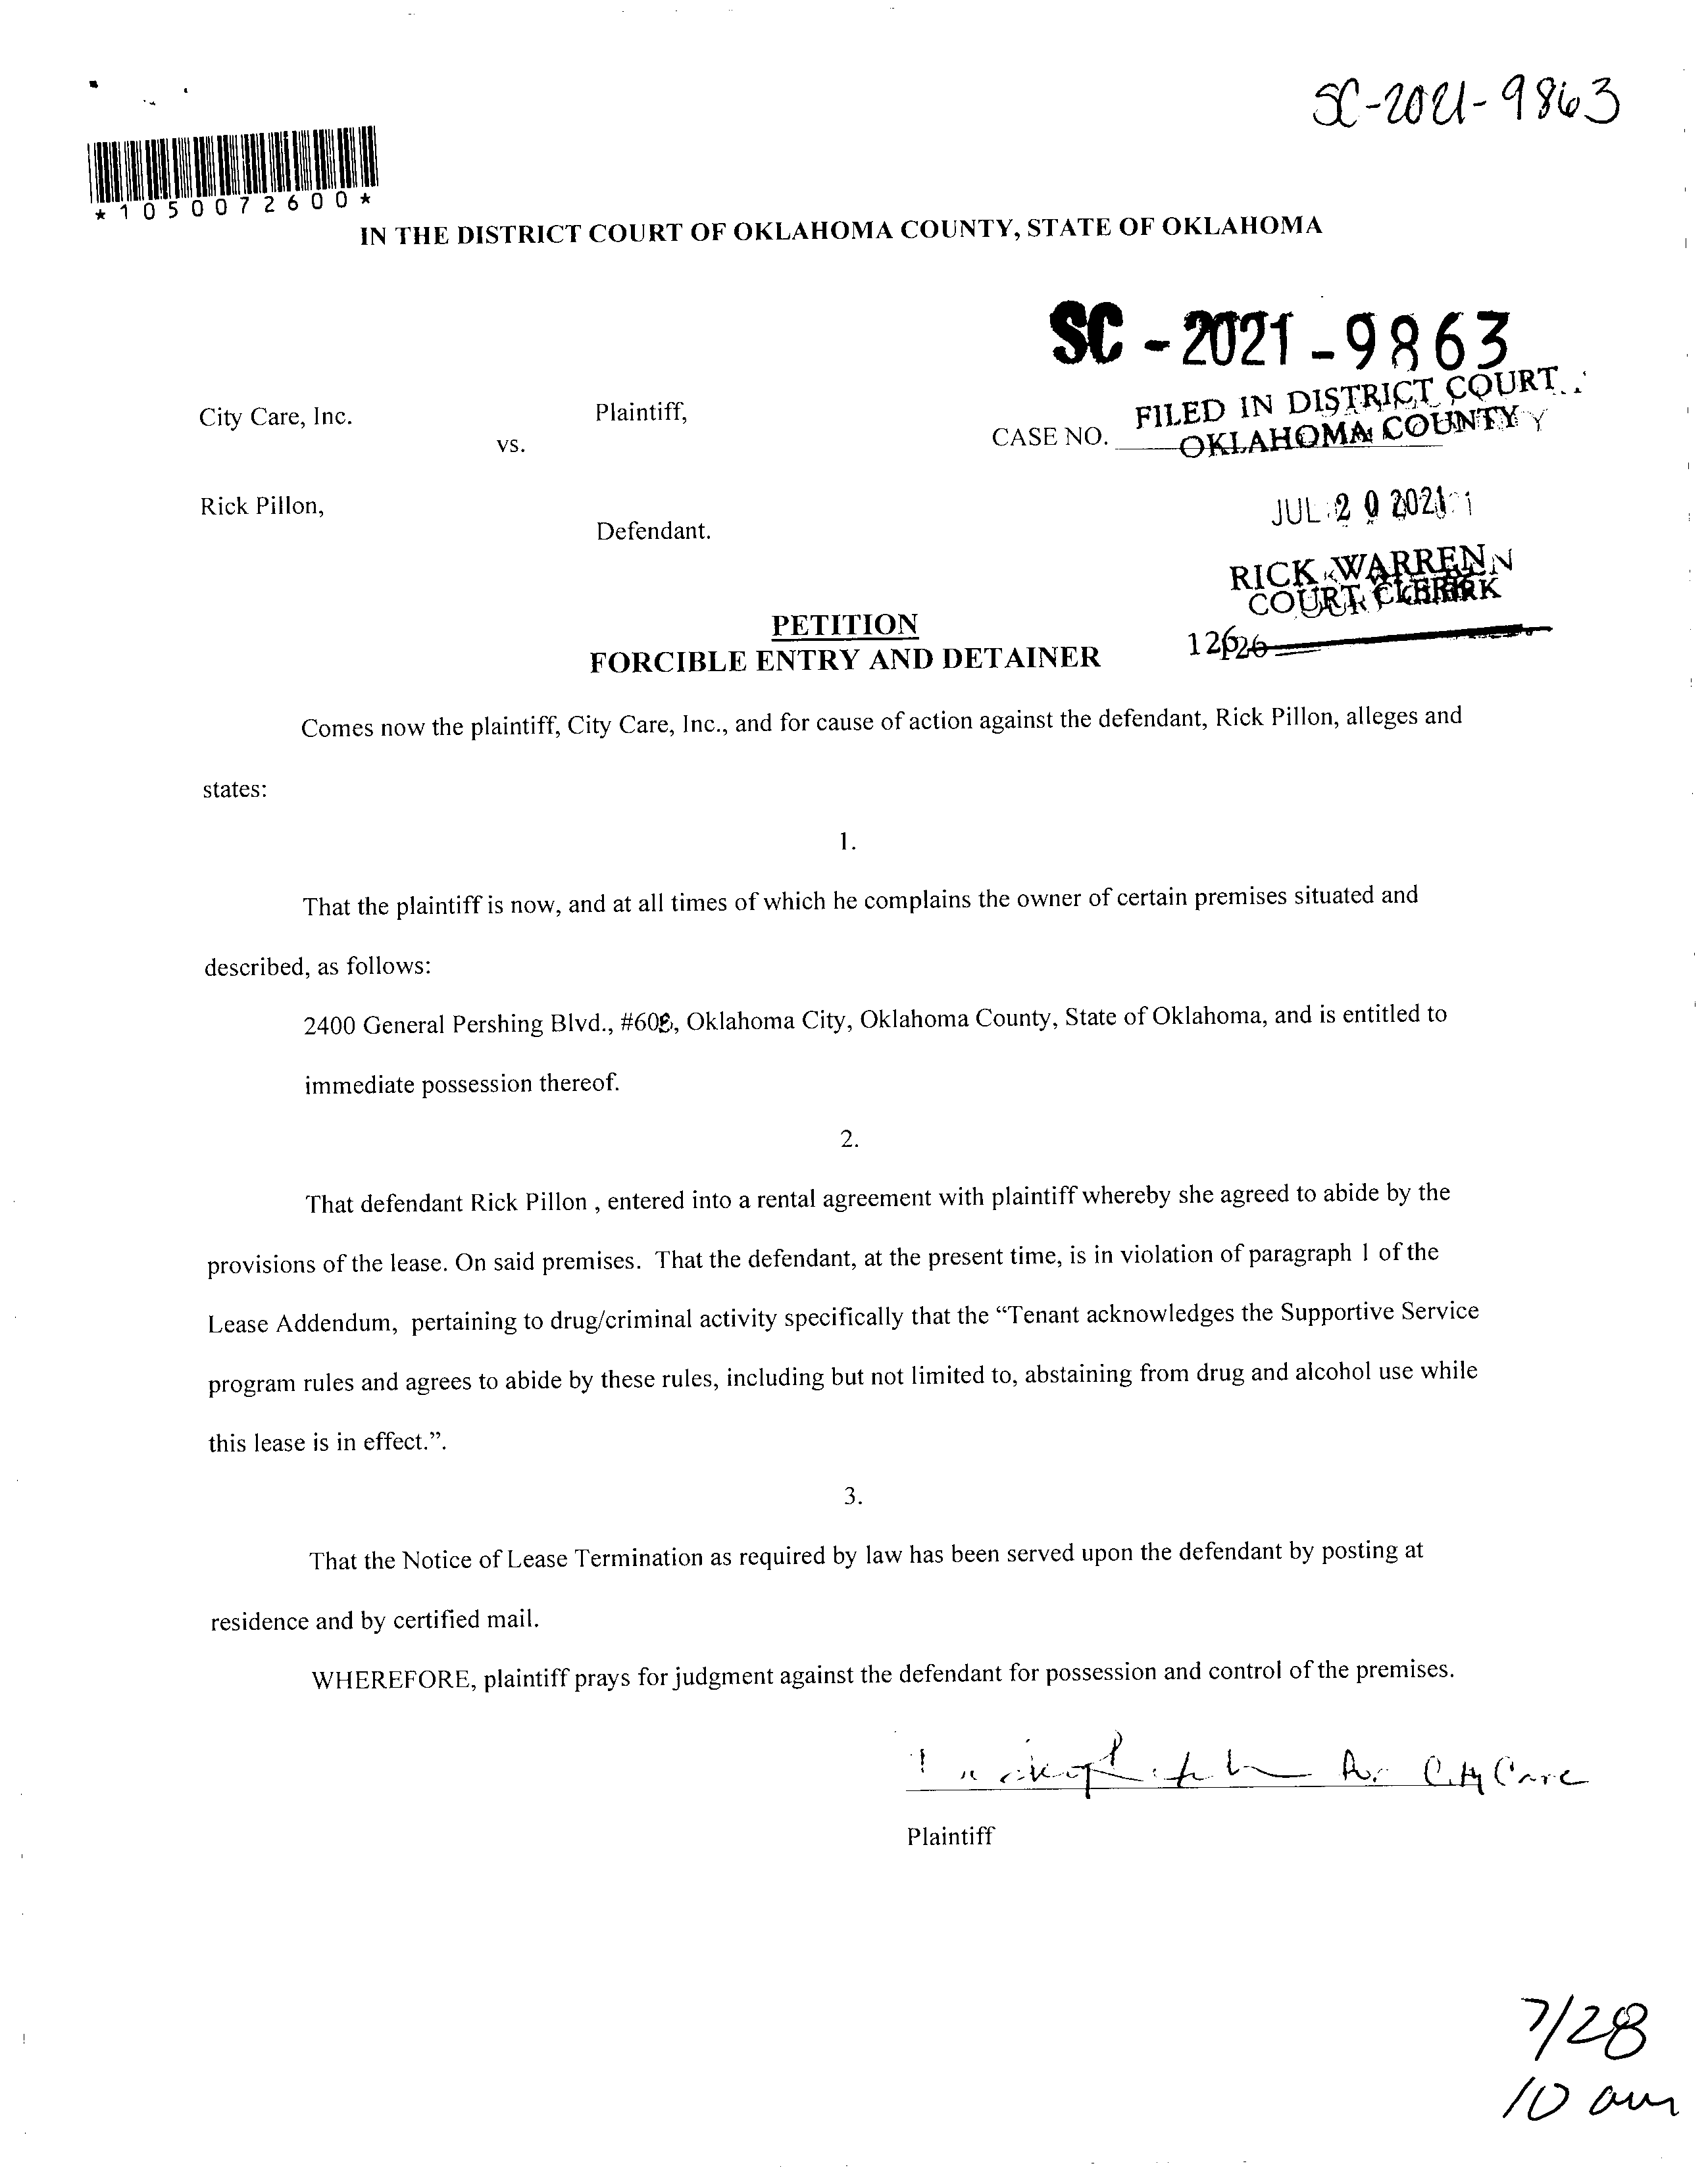 SC-2021-9863
*1050072600*
IN THE DISTRICT COURT OF OKLAHOMA COUNTY, STATE OF OKLAHOMA
SC-2021-9863
City Care, Inc. Plaintiff,
vs.
CASE NO.
FILED IN DISTRICT COURT
OKLAHOMA COUNTY
Rick Pillon,
Defendant.
JUL 20 2021
RICK WARREN
COURT CLERK
126
PETITION
FORCIBLE ENTRY AND DETAINER
Comes now the plaintiff, City Care, Inc., and for cause of action against the defendant, Rick Pillon, alleges and
states:
1.
That the plaintiff is now, and at all times of which he complains the owner of certain premises situated and
described, as follows:
2400 General Pershing Blvd., Oklahoma City, Oklahoma County, State of Oklahoma, and is entitled to
immediate possession thereof.
2.
That defendant Rick Pillon , entered into a rental agreement with plaintiff whereby she agreed to abide by the
provisions of the lease. On said premises. That the defendant, at the present time, is in violation of paragraph 1 of the
Lease Addendum, pertaining to drug/criminal activity specifically that the “Tenant acknowledges the Supportive Service
program rules and agrees to abide by these rules, including but not limited to, abstaining from drug and alcohol use while
this lease is in effect.”.
3.
That the Notice of Lease Termination as required by law has been served upon the defendant by posting at
residence and by certified mail.
WHEREFORE, plaintiff prays for judgment against the defendant for possession and control of the premises.
for City Care
Plaintiff
7/28
10 am